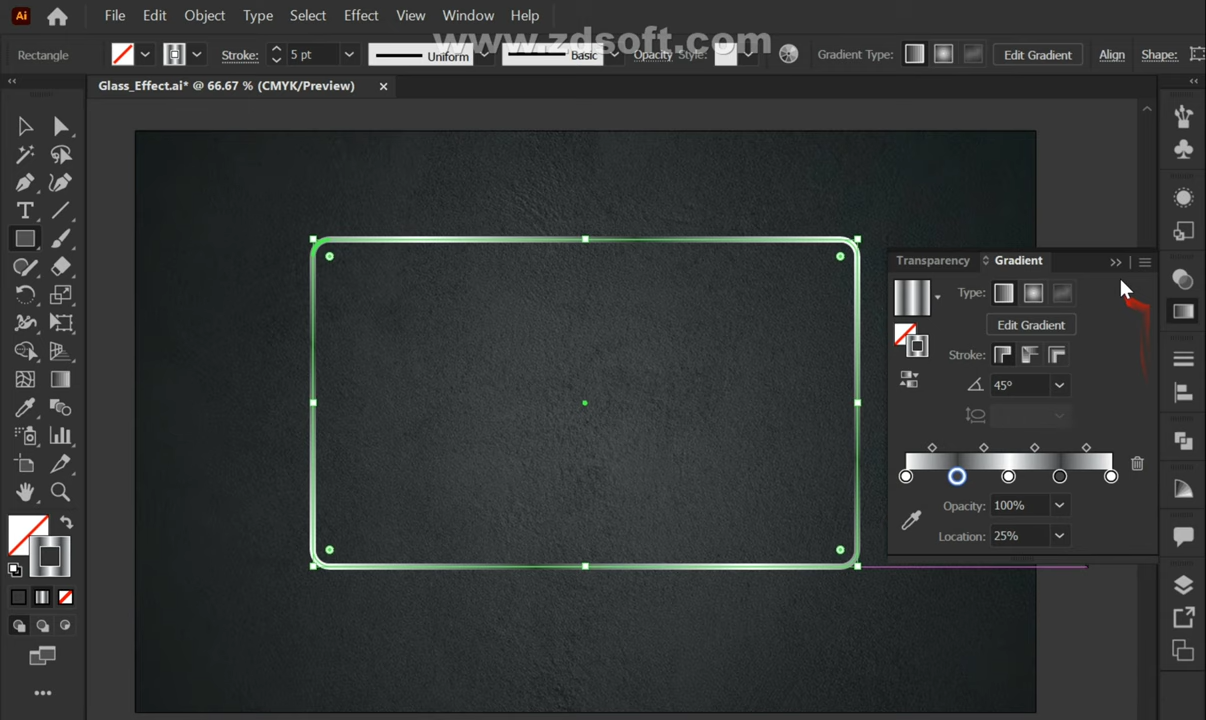 Ai File Edit Object Type Select Effect View Window Help
www.zdsoft.com
Rectangle Stroke: 5 pt Uniform Basic Opacity Style: Gradient Type: Edit Gradient Align Shape:
Glass_Effect.ai* @ 66.67 % (CMYK/Preview)
Transparency Gradient
Type:
Edit Gradient
Stroke:
45°
Opacity: 100%
Location: 25%